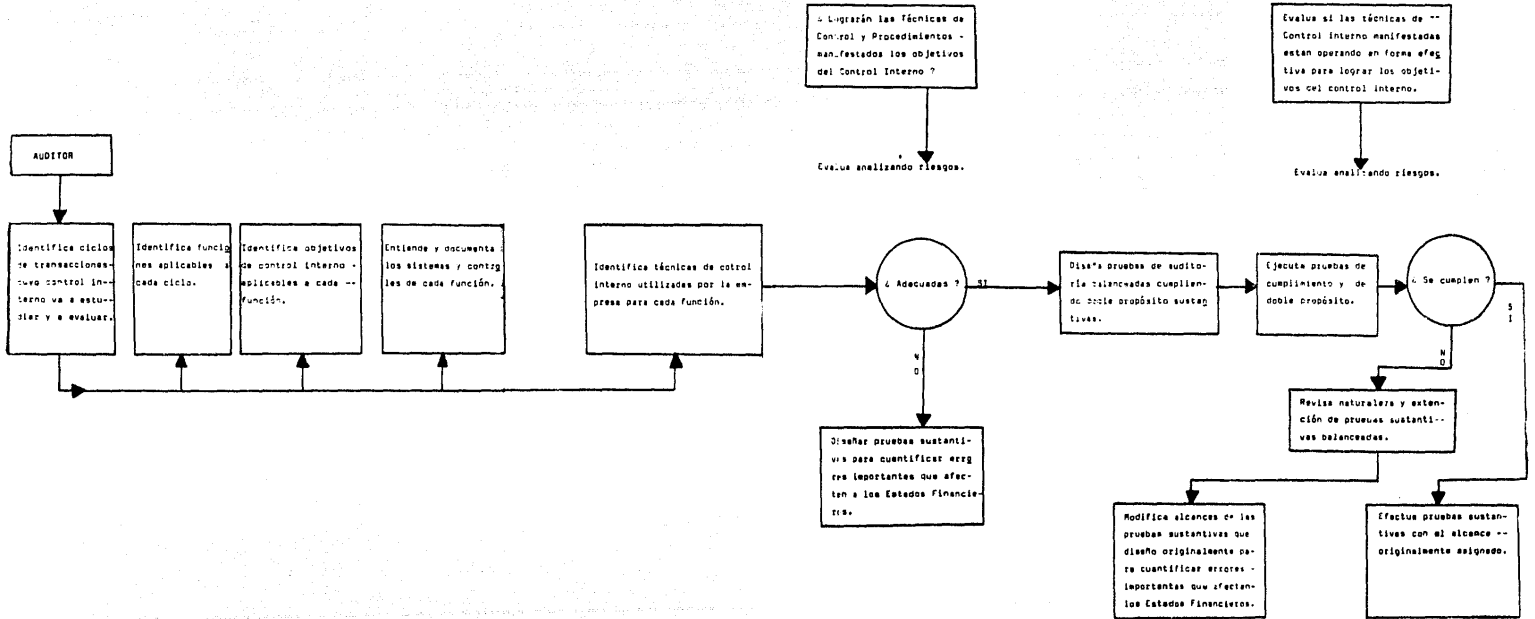 ¿ Lograrán las Técnicas de
Control y Procedimientos -
manifestados los objetivos
del Control Interno ?
Evalua si las técnicas de --
Control interno manifestadas
estan operando en forma efec
tiva para lograr los objeti-
vos del control interno.
Evalua analizando riesgos.
Evalua analizando riesgos.
AUDITOR
Identifica ciclos
de transacciones-
cuyo control in--
terno va a estu--
diar y a evaluar.
Identifica funcio
nes aplicables a
cada ciclo.
Identifica objetivos
de control interno -
aplicables a cada --
función.
Entiende y documenta
los sistemas y contro
les de cada función.
Identifica técnicas de cotrol
interno utilizadas por la em-
presa para cada función.
¿ Adecuadas ?
SI
NO
Diseña pruebas de audito-
ría balanceadas cumplien-
do doble propósito sustan
tivas.
Ejecuta pruebas de
cumplimiento y de
doble propósito.
¿ Se cumplen ?
SI
NO
Diseñar pruebas sustanti-
vas para cuantificar erro
res importantes que afec-
ten a los Estados Financie-
ros.
Revisa naturaleza y exten-
ción de pruebas sustanti--
vas balanceadas.
Modifica alcances de las
pruebas sustantivas que
diseño originalmente pa-
ra cuantificar errores -
importantes que afectan-
los Estados Financieros.
Efectua pruebas sustan-
tivas con el alcance --
originalmente asignado.